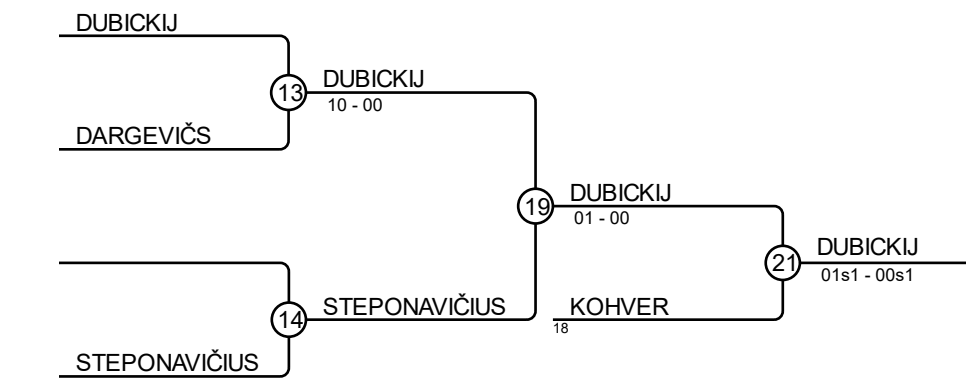 DUBICKIJ
13
DUBICKIJ
10 - 00
DARGEVIČS
19
DUBICKIJ
01 - 00
21
DUBICKIJ
01s1 - 00s1
14
STEPONAVIČIUS
KOHVER
18
STEPONAVIČIUS